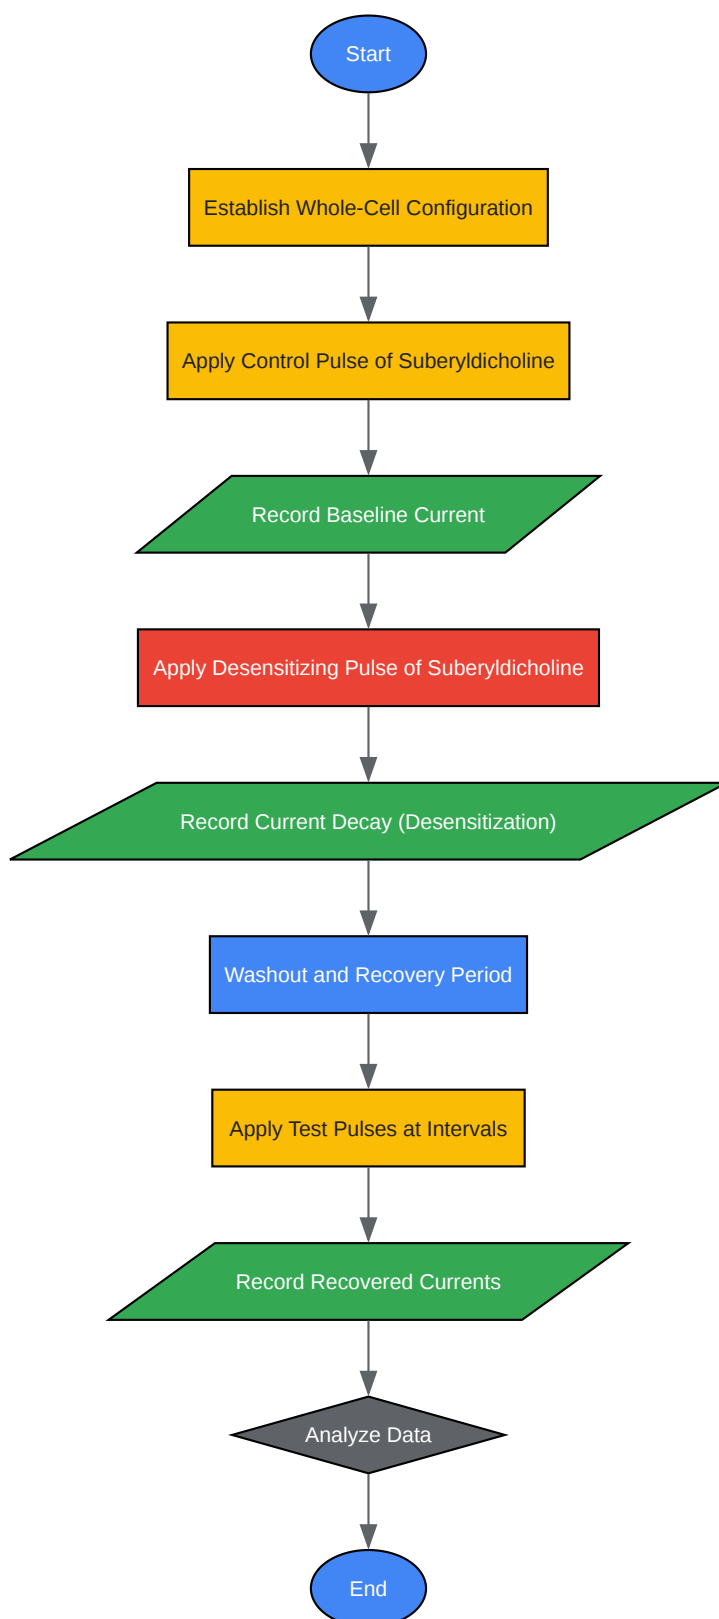 Start
Establish Whole-Cell Configuration
Apply Control Pulse of Suberyldicholine
Record Baseline Current
Apply Desensitizing Pulse of Suberyldicholine
Record Current Decay (Desensitization)
Washout and Recovery Period
Apply Test Pulses at Intervals
Record Recovered Currents
Analyze Data
End